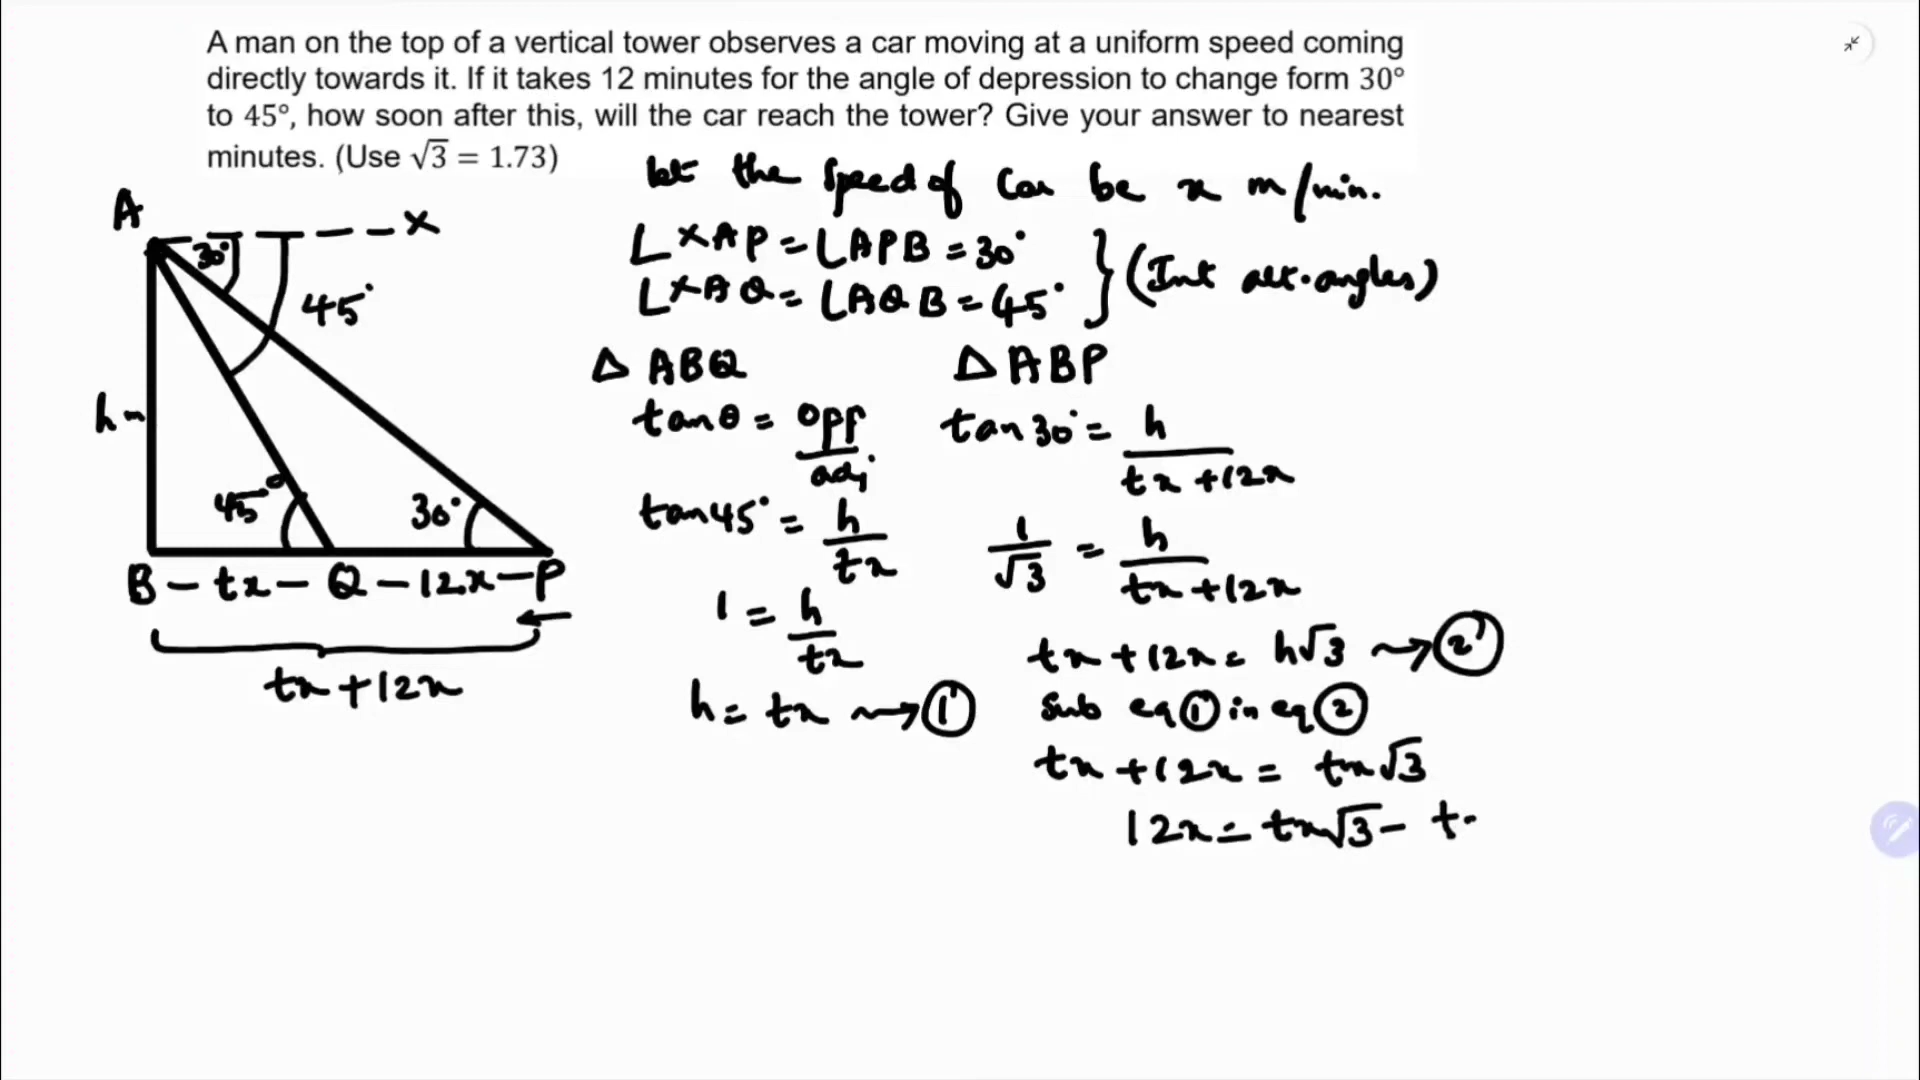 A man on the top of a vertical tower observes a car moving at a uniform speed coming
directly towards it. If it takes 12 minutes for the angle of depression to change form 30°
to 45°, how soon after this, will the car reach the tower? Give your answer to nearest
minutes. (Use √3 = 1.73)
let the speed of Car be x m/min.
A
X
30°
45°
h m
45°
30°
B - tx - Q - 12x - P
tx + 12x
∠XAP = ∠APB = 30°
∠XAQ = ∠AQB = 45°
} (Int alt. angles)
△ ABQ
tanθ = opp/adj
tan45° = h/tx
1 = h/tx
h = tx → ①
△ ABP
tan30° = h/tx + 12x
1/√3 = h/tx + 12x
tx + 12x = h√3 → ②
Sub eq ① in eq ②
tx + 12x = tx√3
12x = tx√3 - t